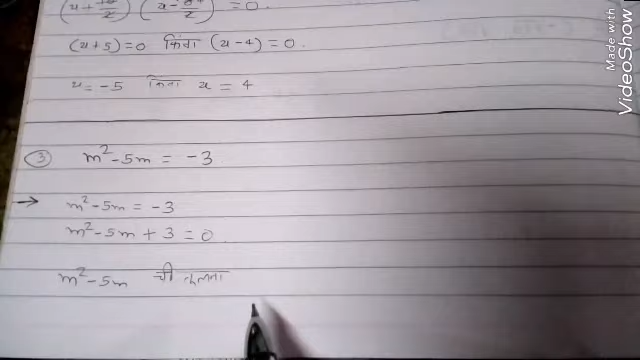 = 0.
(x + 5) = 0 किंवा (x - 4) = 0.
x = -5 किंवा x = 4
③ m² - 5m = -3
→ m² - 5m = -3
m² - 5m + 3 = 0
m² - 5m ची तुलना
Made with
VideoShow